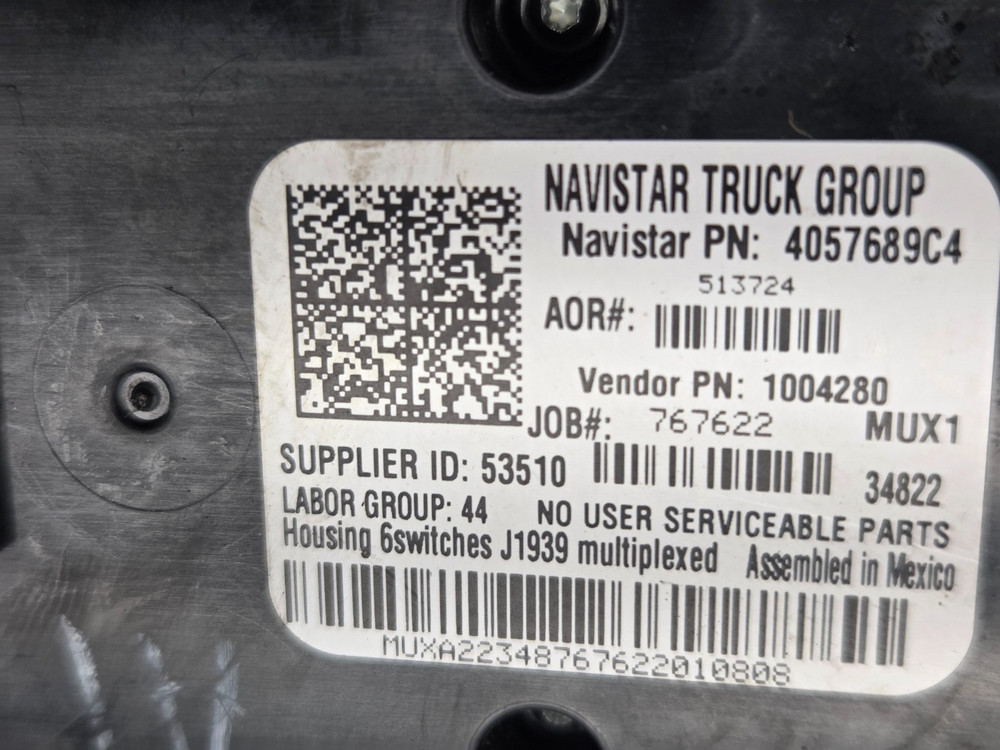 NAVISTAR TRUCK GROUP
Navistar PN: 4057689C4
513724
AOR#:
Vendor PN: 1004280
JOB#: 767622 MUX1
SUPPLIER ID: 53510 34822
LABOR GROUP: 44 NO USER SERVICEABLE PARTS
Housing 6switches J1939 multiplexed Assembled in Mexico
MUXA22348767622010808